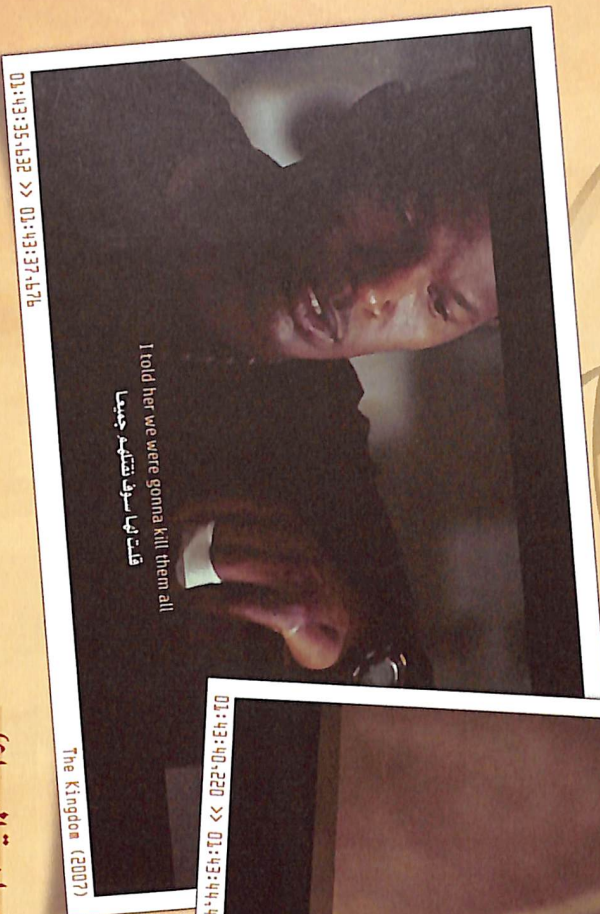 I told her we were gonna kill them all
قلت لها سوف نقتلهم جميعا
01:43:35,632 >> 01:43:37,676
The Kingdom (2007)
01:43:40,220 >> 01:43:44,4